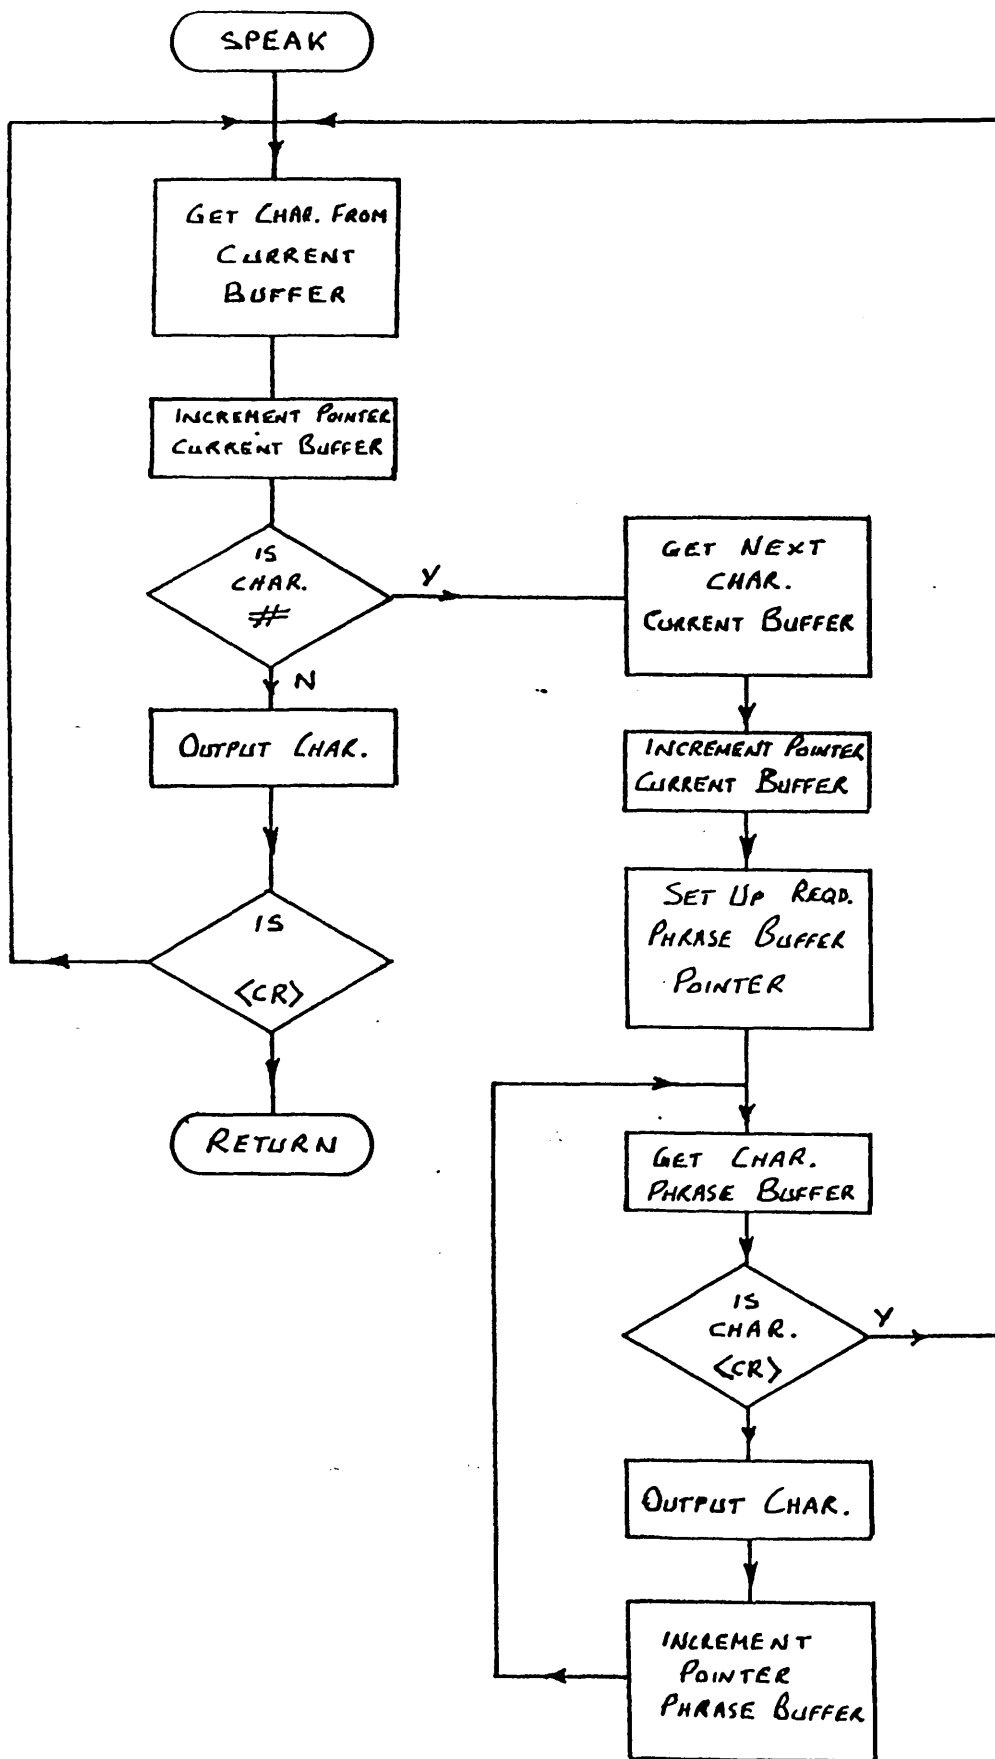 SPEAK
GET CHAR. FROM
CURRENT
BUFFER
INCREMENT POINTER
CURRENT BUFFER
IS
CHAR.
#
Y
N
OUTPUT CHAR.
IS
<CR>
RETURN
GET NEXT
CHAR.
CURRENT BUFFER
INCREMENT POINTER
CURRENT BUFFER
SET UP REQD.
PHRASE BUFFER
POINTER
GET CHAR.
PHRASE BUFFER
IS
CHAR.
<CR>
Y
OUTPUT CHAR.
INCREMENT
POINTER
PHRASE BUFFER